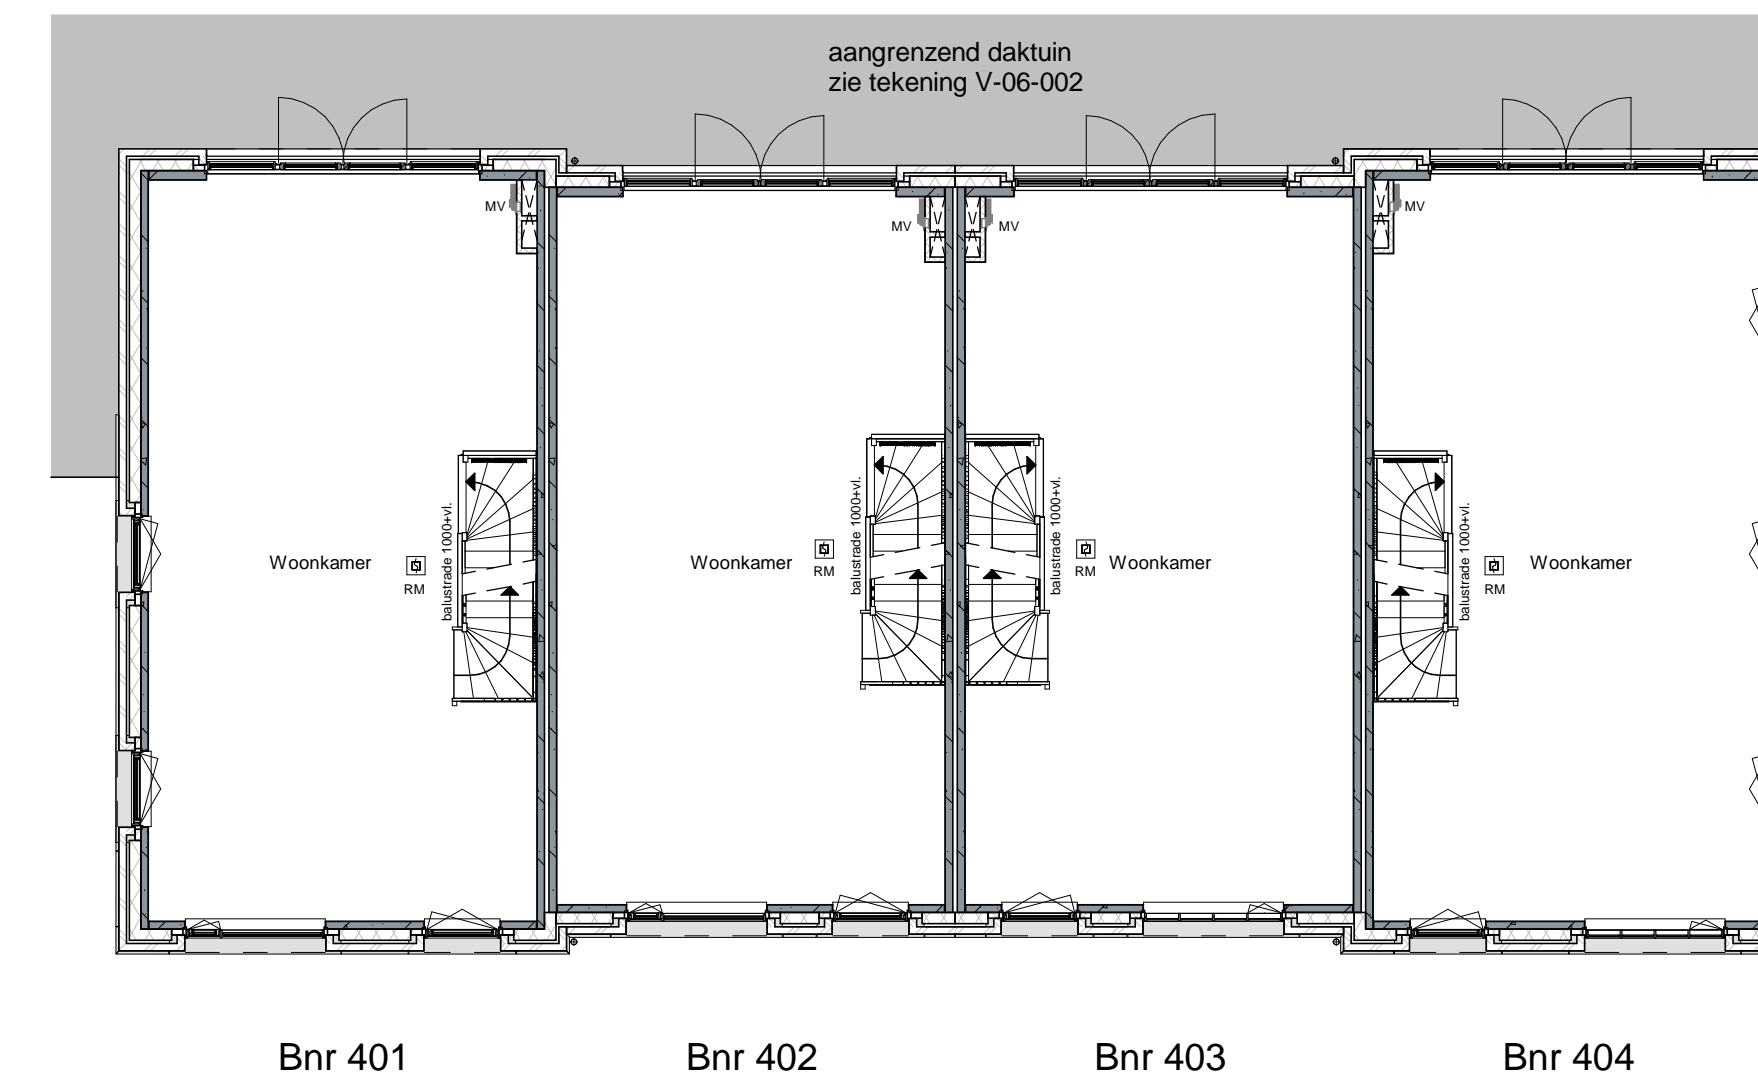 aangrenzend daktuin
zie tekening V-06-002
MV
MV
MV
MV
balustrade 1000+vl.
balustrade 1000+vl.
balustrade 1000+vl.
balustrade 1000+vl.
Woonkamer
Woonkamer
Woonkamer
Woonkamer
RM
RM
RM
RM
Bnr 401
Bnr 402
Bnr 403
Bnr 404